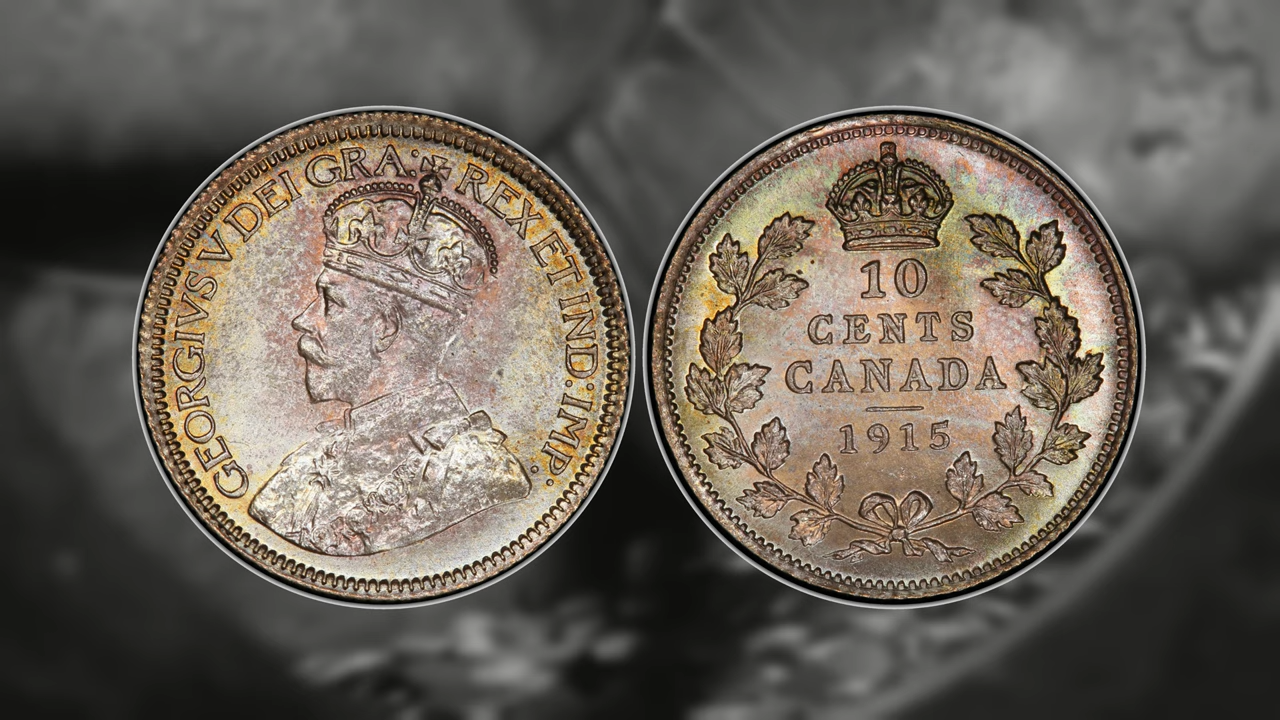 GEORGIVS V DEI GRA: REX ET IND: IMP:
10
CENTS
CANADA
1915